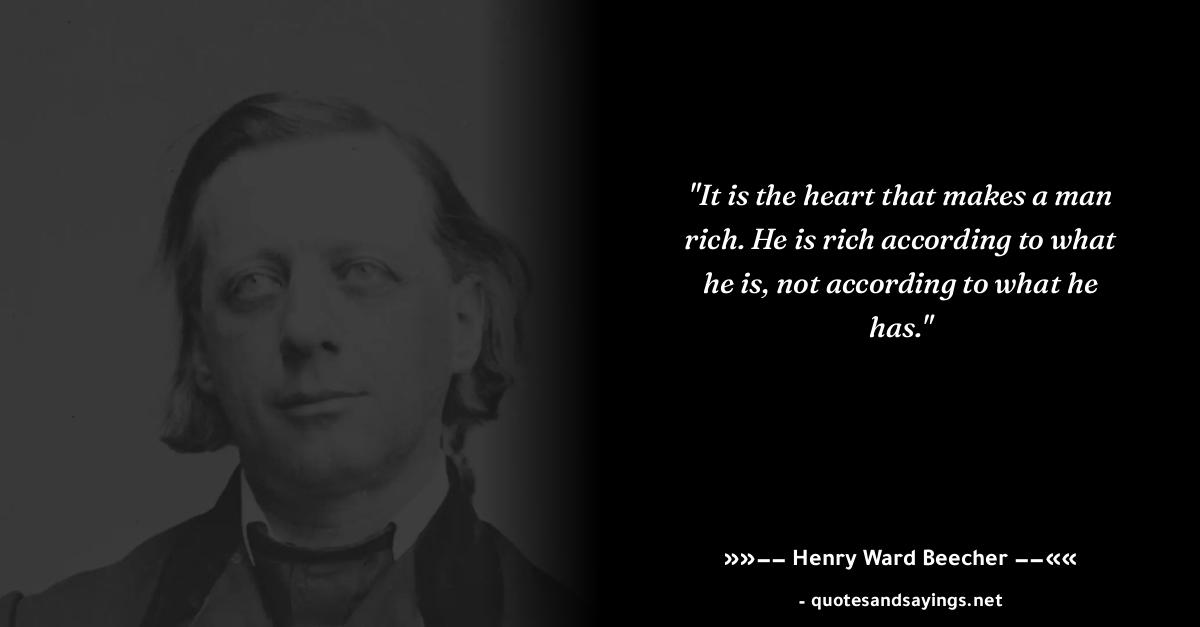 "It is the heart that makes a man
rich. He is rich according to what
he is, not according to what he
has."
»»−− Henry Ward Beecher −−««
- quotesandsayings.net